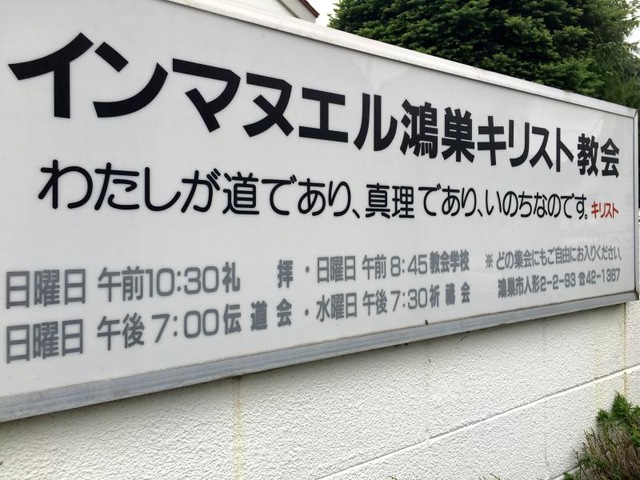 インマヌエル鴻巣キリスト教会
わたしが道であり、真理であり、いのちなのです。キリスト
日曜日 午前10:30礼 拝・日曜日 午前8:45教会学校 ※どの集会にもご自由にお入りください。
日曜日 午後7:00伝道会・水曜日 午後7:30祈禱会 鴻巣市人形2-2-93 ☎42-1367